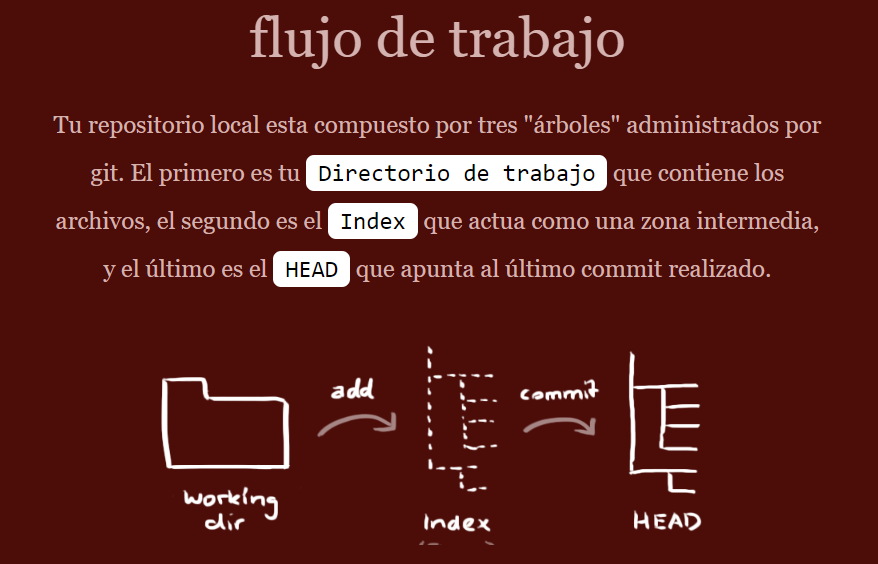 flujo de trabajo
Tu repositorio local esta compuesto por tres "árboles" administrados por
git. El primero es tu Directorio de trabajo que contiene los
archivos, el segundo es el Index que actua como una zona intermedia,
y el último es el HEAD que apunta al último commit realizado.
add
commit
working
dir
Index
HEAD